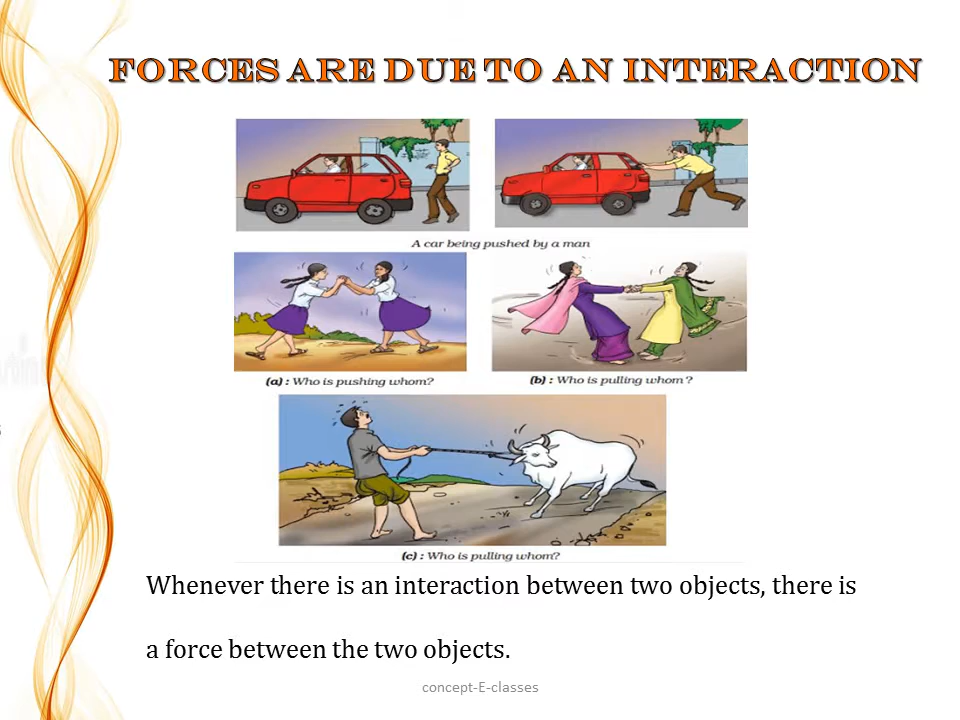 FORCES ARE DUE TO AN INTERACTION
A car being pushed by a man
(a) : Who is pushing whom?
(b) : Who is pulling whom ?
(c) : Who is pulling whom?
Whenever there is an interaction between two objects, there is
a force between the two objects.
concept-E-classes